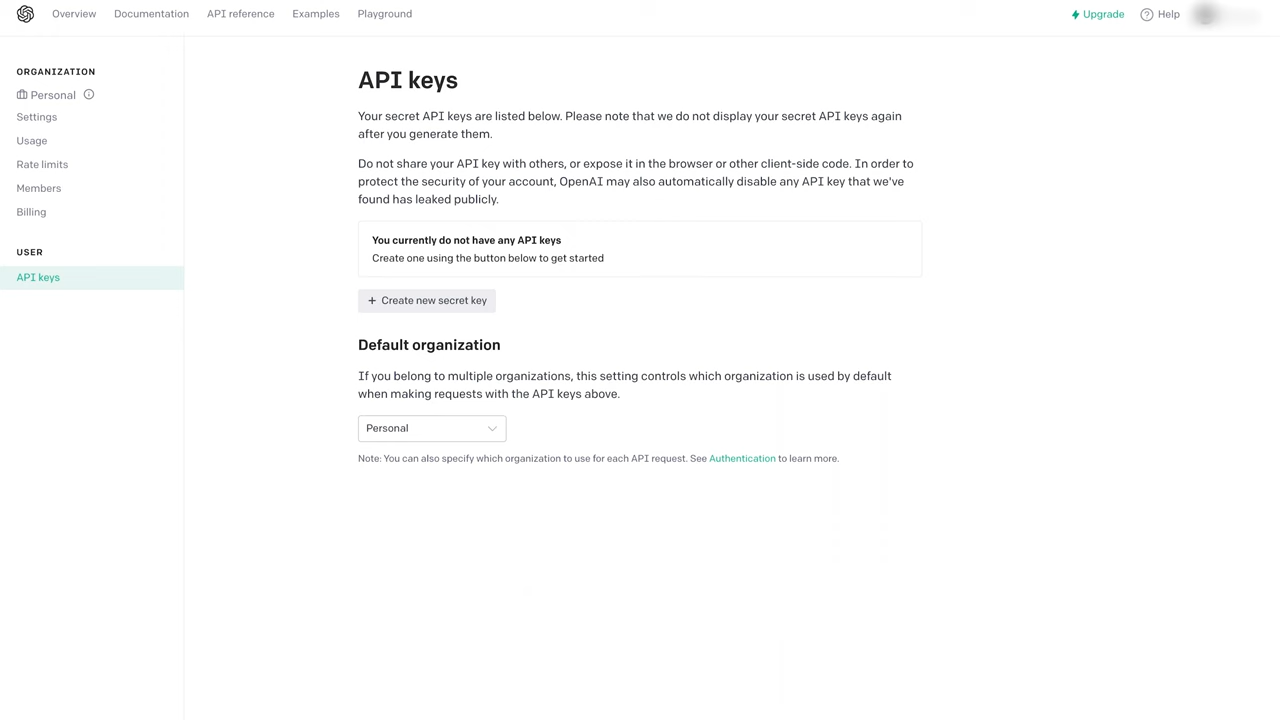 Overview Documentation API reference Examples Playground Upgrade Help
ORGANIZATION
Personal
Settings
Usage
Rate limits
Members
Billing
USER
API keys
API keys
Your secret API keys are listed below. Please note that we do not display your secret API keys again
after you generate them.
Do not share your API key with others, or expose it in the browser or other client-side code. In order to
protect the security of your account, OpenAI may also automatically disable any API key that we've
found has leaked publicly.
You currently do not have any API keys
Create one using the button below to get started
+ Create new secret key
Default organization
If you belong to multiple organizations, this setting controls which organization is used by default
when making requests with the API keys above.
Personal
Note: You can also specify which organization to use for each API request. See Authentication to learn more.